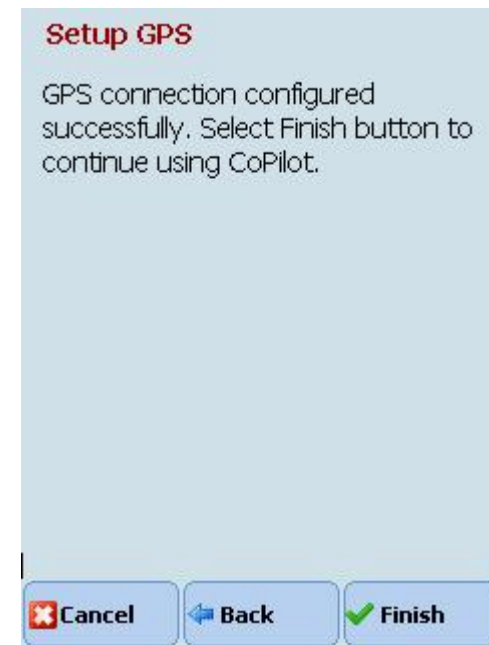 Setup GPS
GPS connection configured
successfully. Select Finish button to
continue using CoPilot.
Cancel Back Finish